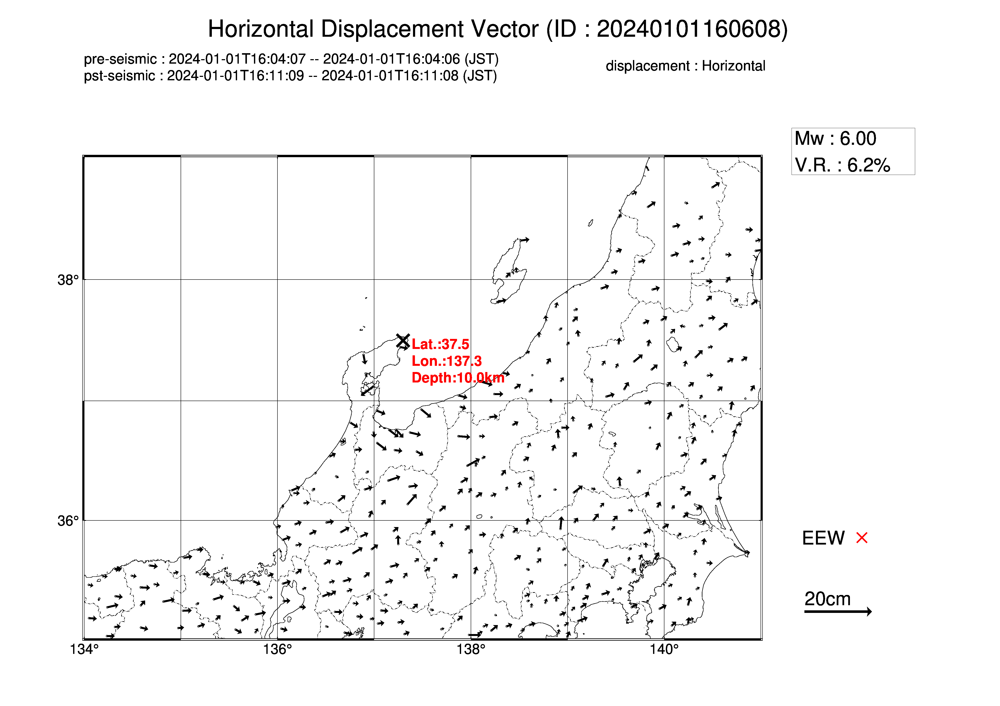 Horizontal Displacement Vector (ID : 20240101160608)
pre-seismic : 2024-01-01T16:04:07 -- 2024-01-01T16:04:06 (JST)
pst-seismic : 2024-01-01T16:11:09 -- 2024-01-01T16:11:08 (JST)
displacement : Horizontal
Mw : 6.00
V.R. : 6.2%
38°
Lat.:37.5
Lon.:137.3
Depth:10.0km
36°
EEW
20cm
134°
136°
138°
140°